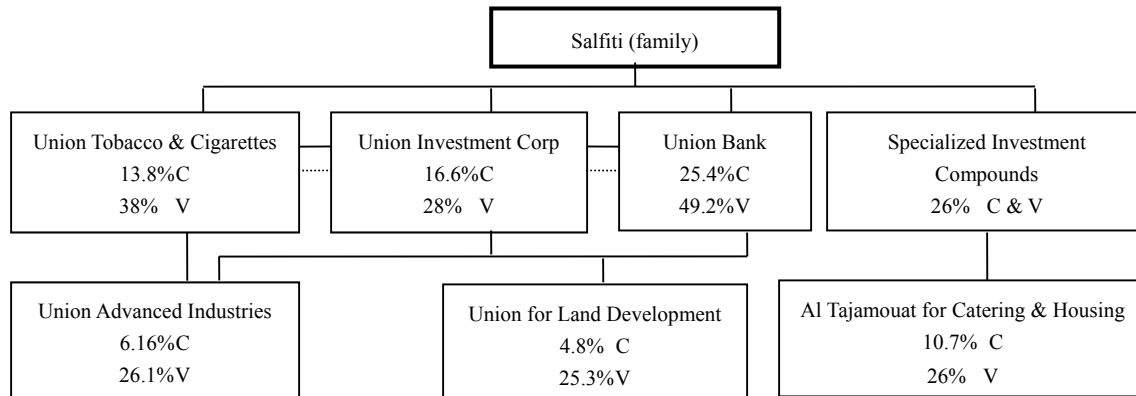 Salfiti (family)
Union Tobacco & Cigarettes
13.8%C
38% V
Union Investment Corp
16.6%C
28% V
Union Bank
25.4%C
49.2%V
Specialized Investment
Compounds
26% C & V
Union Advanced Industries
6.16%C
26.1%V
Union for Land Development
4.8% C
25.3%V
Al Tajamouat for Catering & Housing
10.7% C
26% V